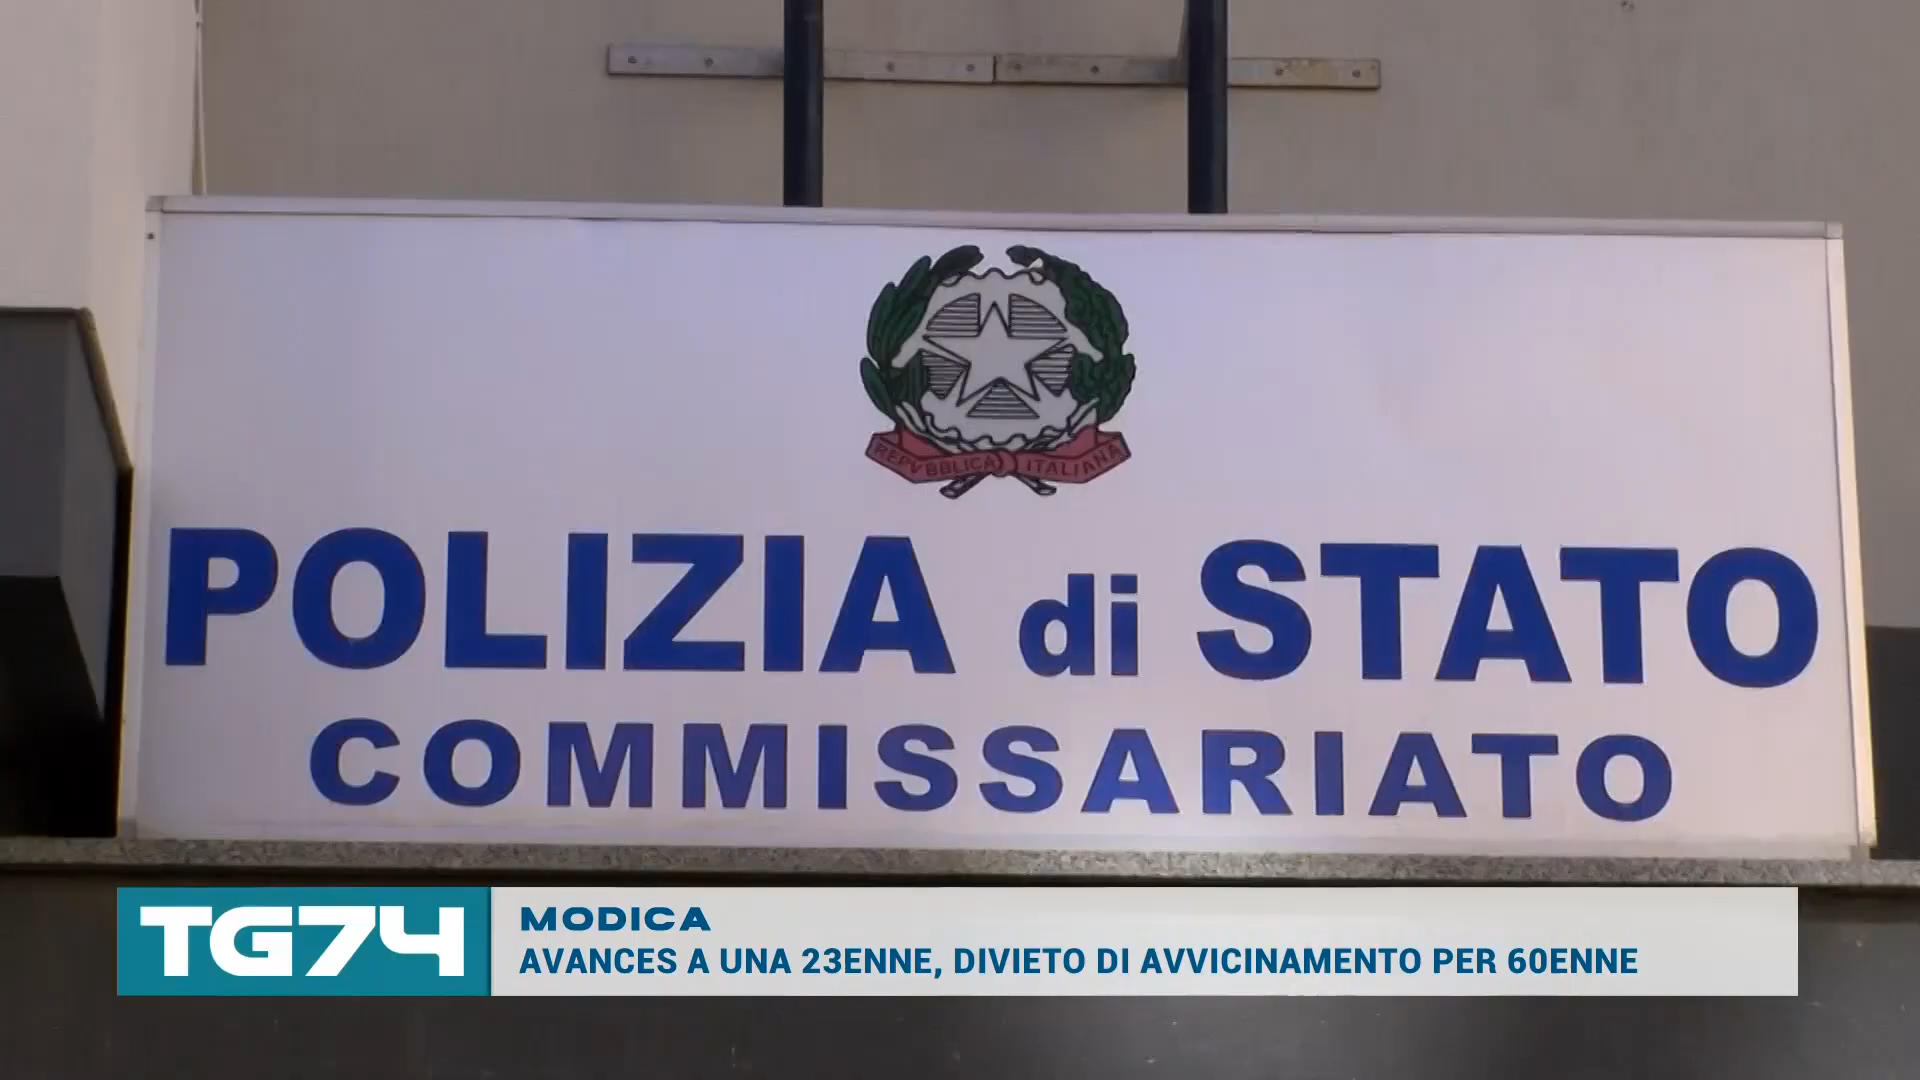 REPVBBLICA ITALIANA
POLIZIA di STATO
COMMISSARIATO
TG74
MODICA
AVANCES A UNA 23ENNE, DIVIETO DI AVVICINAMENTO PER 60ENNE